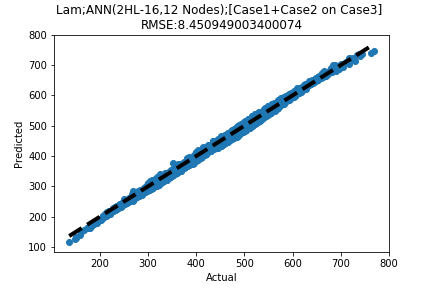 Lam;ANN(2HL-16,12 Nodes);[Case1+Case2 on Case3]
RMSE:8.450949003400074
800
700
600
500
400
300
200
100
Predicted
200 300 400 500 600 700 800
Actual